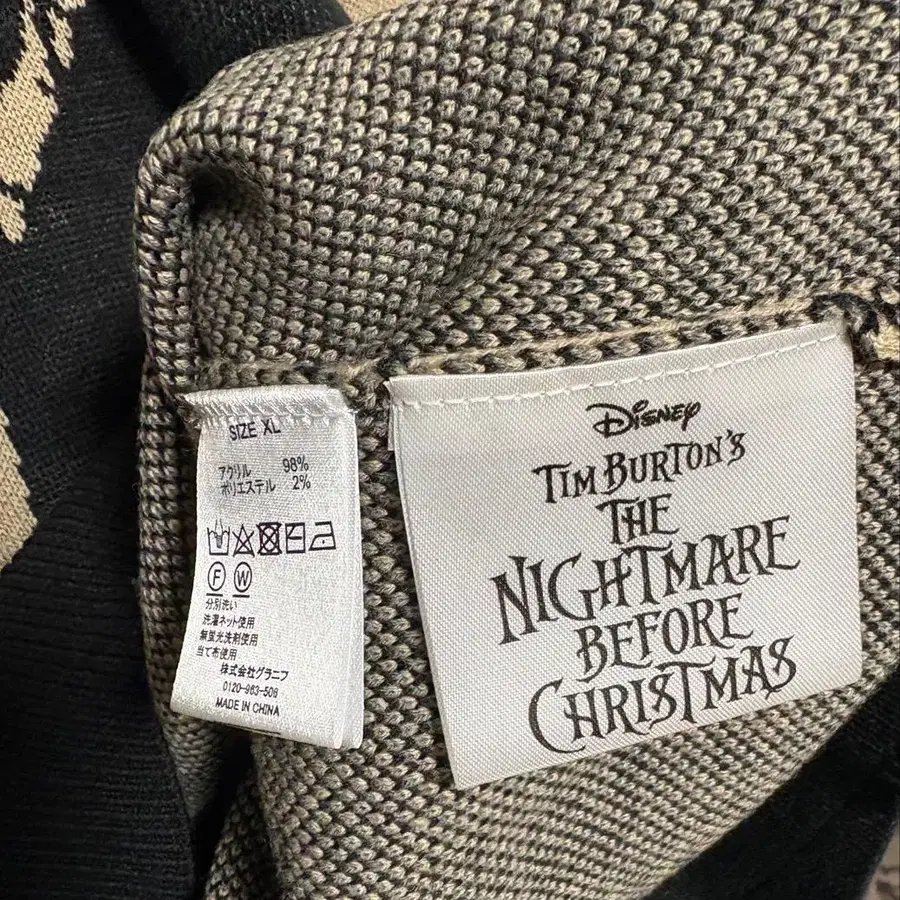 SIZE XL
アクリル 98%
ポリエステル 2%
F W
分別洗い
洗濯ネット使用
無蛍光洗剤使用
当て布使用
株式会社グラニフ
0120-963-508
MADE IN CHINA
Disney
TIM BURTON'S
THE
NIGHTMARE
BEFORE
CHRISTMAS